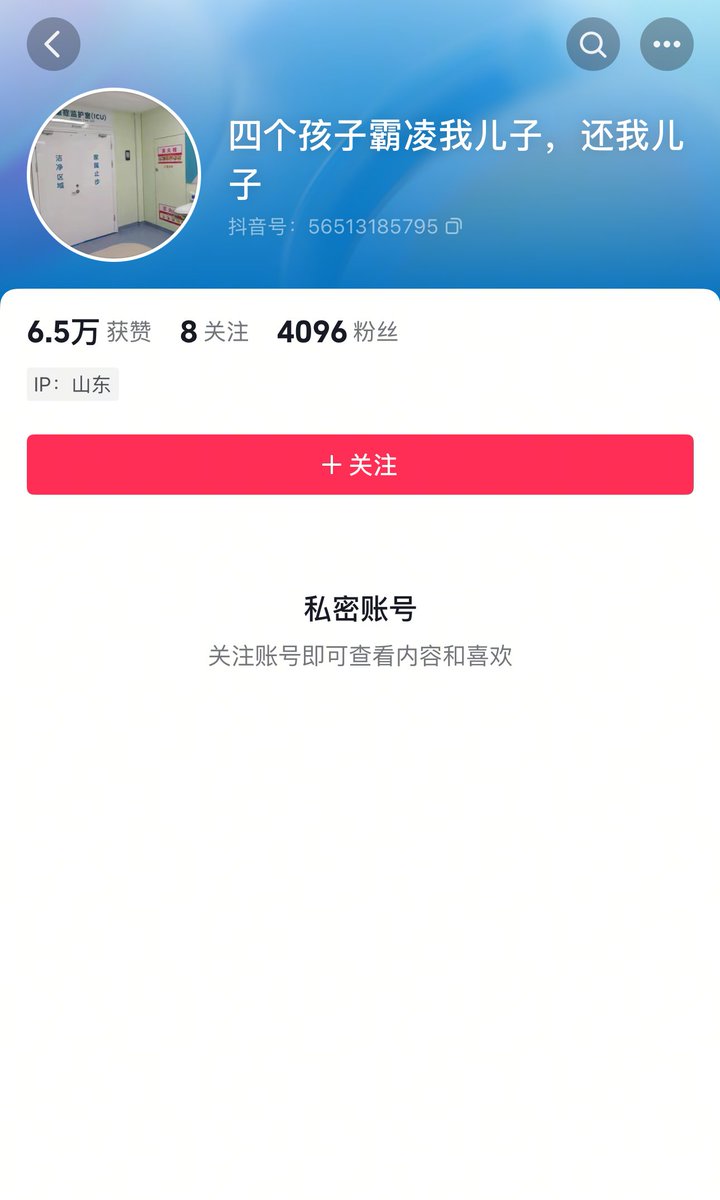 重症监护室(ICU)
洁净区域
家属止步
四个孩子霸凌我儿子，还我儿
子
抖音号：56513185795
6.5万 获赞 8 关注 4096 粉丝
IP：山东
＋关注
私密账号
关注账号即可查看内容和喜欢